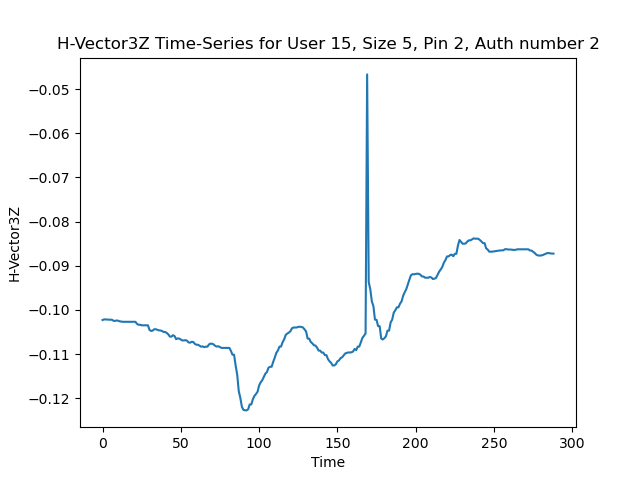 H-Vector3Z Time-Series for User 15, Size 5, Pin 2, Auth number 2
H-Vector3Z
−0.05
−0.06
−0.07
−0.08
−0.09
−0.10
−0.11
−0.12
0 50 100 150 200 250 300
Time